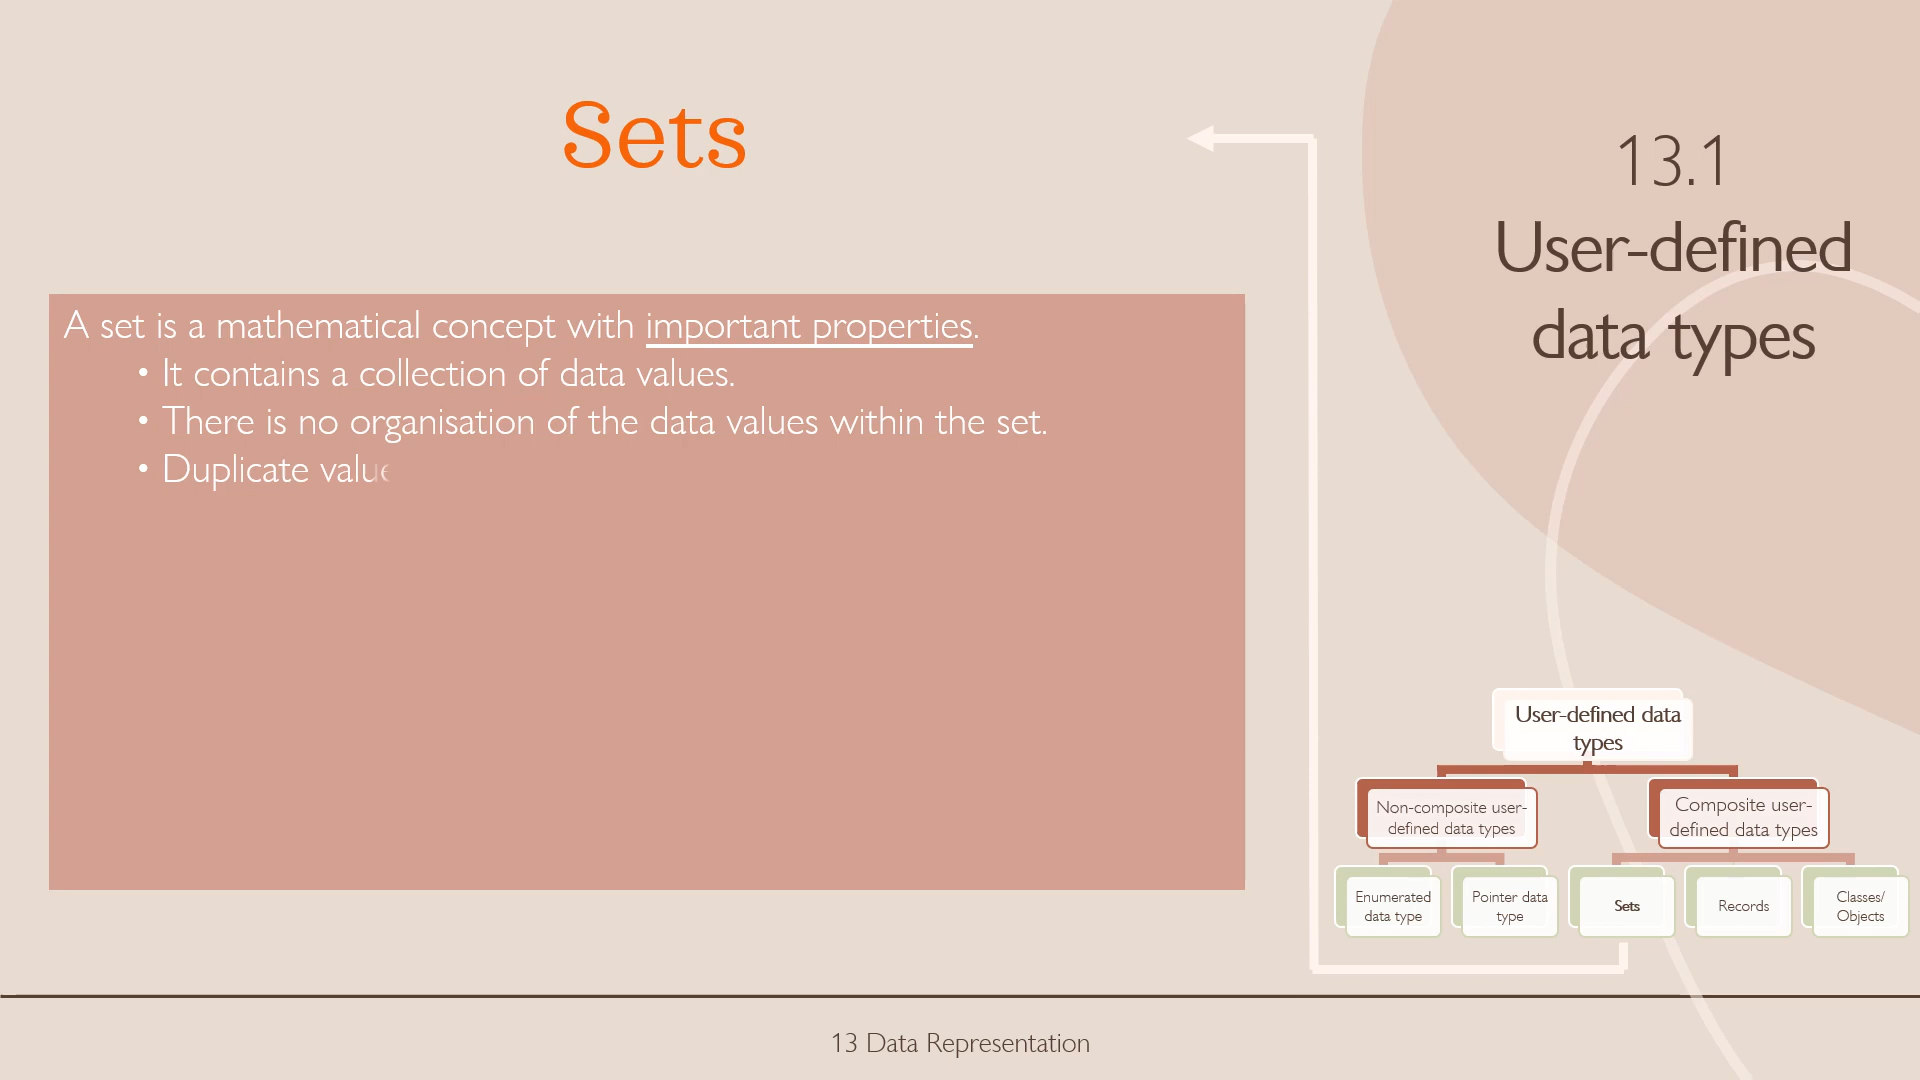 Sets
A set is a mathematical concept with important properties.
• It contains a collection of data values.
• There is no organisation of the data values within the set.
• Duplicate value
13.1
User-defined
data types
User-defined data
types
Non-composite user-
defined data types
Composite user-
defined data types
Enumerated
data type
Pointer data
type
Sets
Records
Classes/
Objects
13 Data Representation